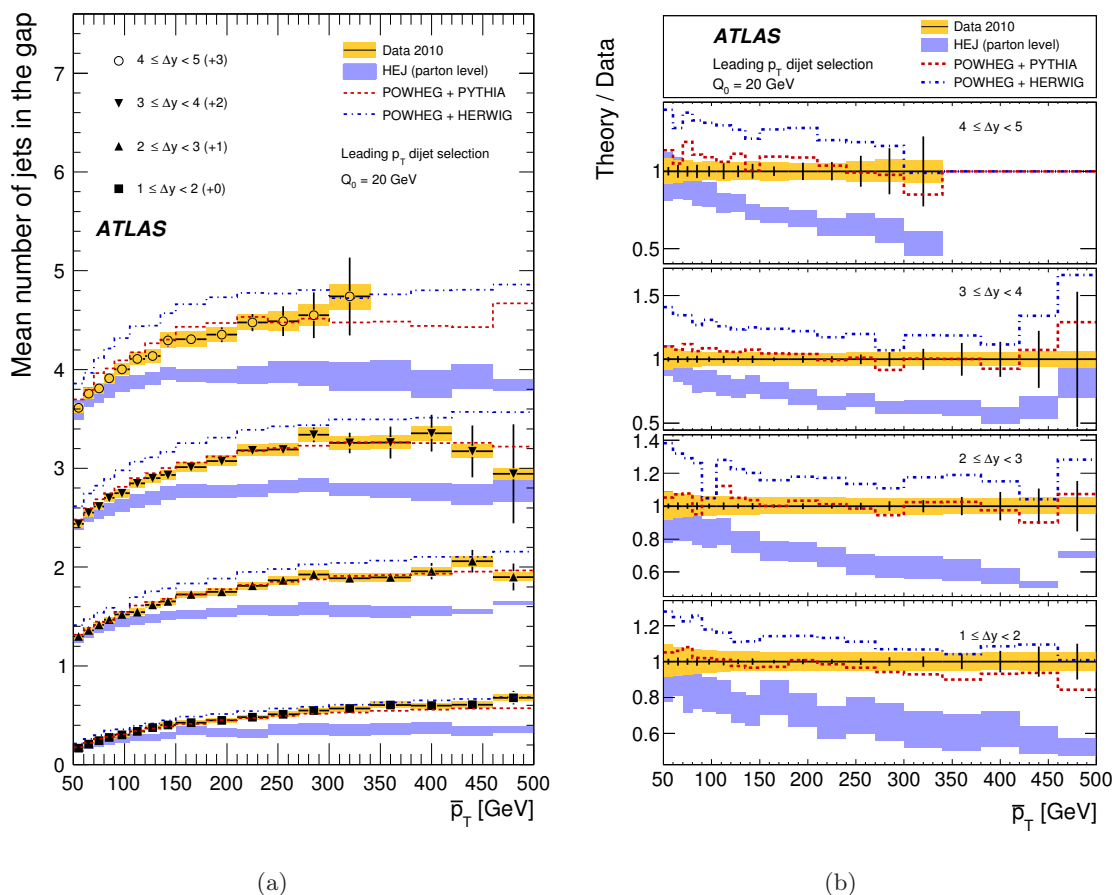 Mean number of jets in the gap
7
6
5
4
3
2
1
0
4 ≤ Δy < 5 (+3)
3 ≤ Δy < 4 (+2)
2 ≤ Δy < 3 (+1)
1 ≤ Δy < 2 (+0)
ATLAS
Data 2010
HEJ (parton level)
POWHEG + PYTHIA
POWHEG + HERWIG
Leading p_T dijet selection
Q_0 = 20 GeV
50 100 150 200 250 300 350 400 450 500
p̅_T [GeV]
(a)
Theory / Data
ATLAS
Leading p_T dijet selection
Q_0 = 20 GeV
Data 2010
HEJ (parton level)
POWHEG + PYTHIA
POWHEG + HERWIG
4 ≤ Δy < 5
1
0.5
3 ≤ Δy < 4
1.5
1
0.5
2 ≤ Δy < 3
1.4
1.2
1
0.8
0.6
1 ≤ Δy < 2
1.2
1
0.8
0.6
50 100 150 200 250 300 350 400 450 500
p̅_T [GeV]
(b)